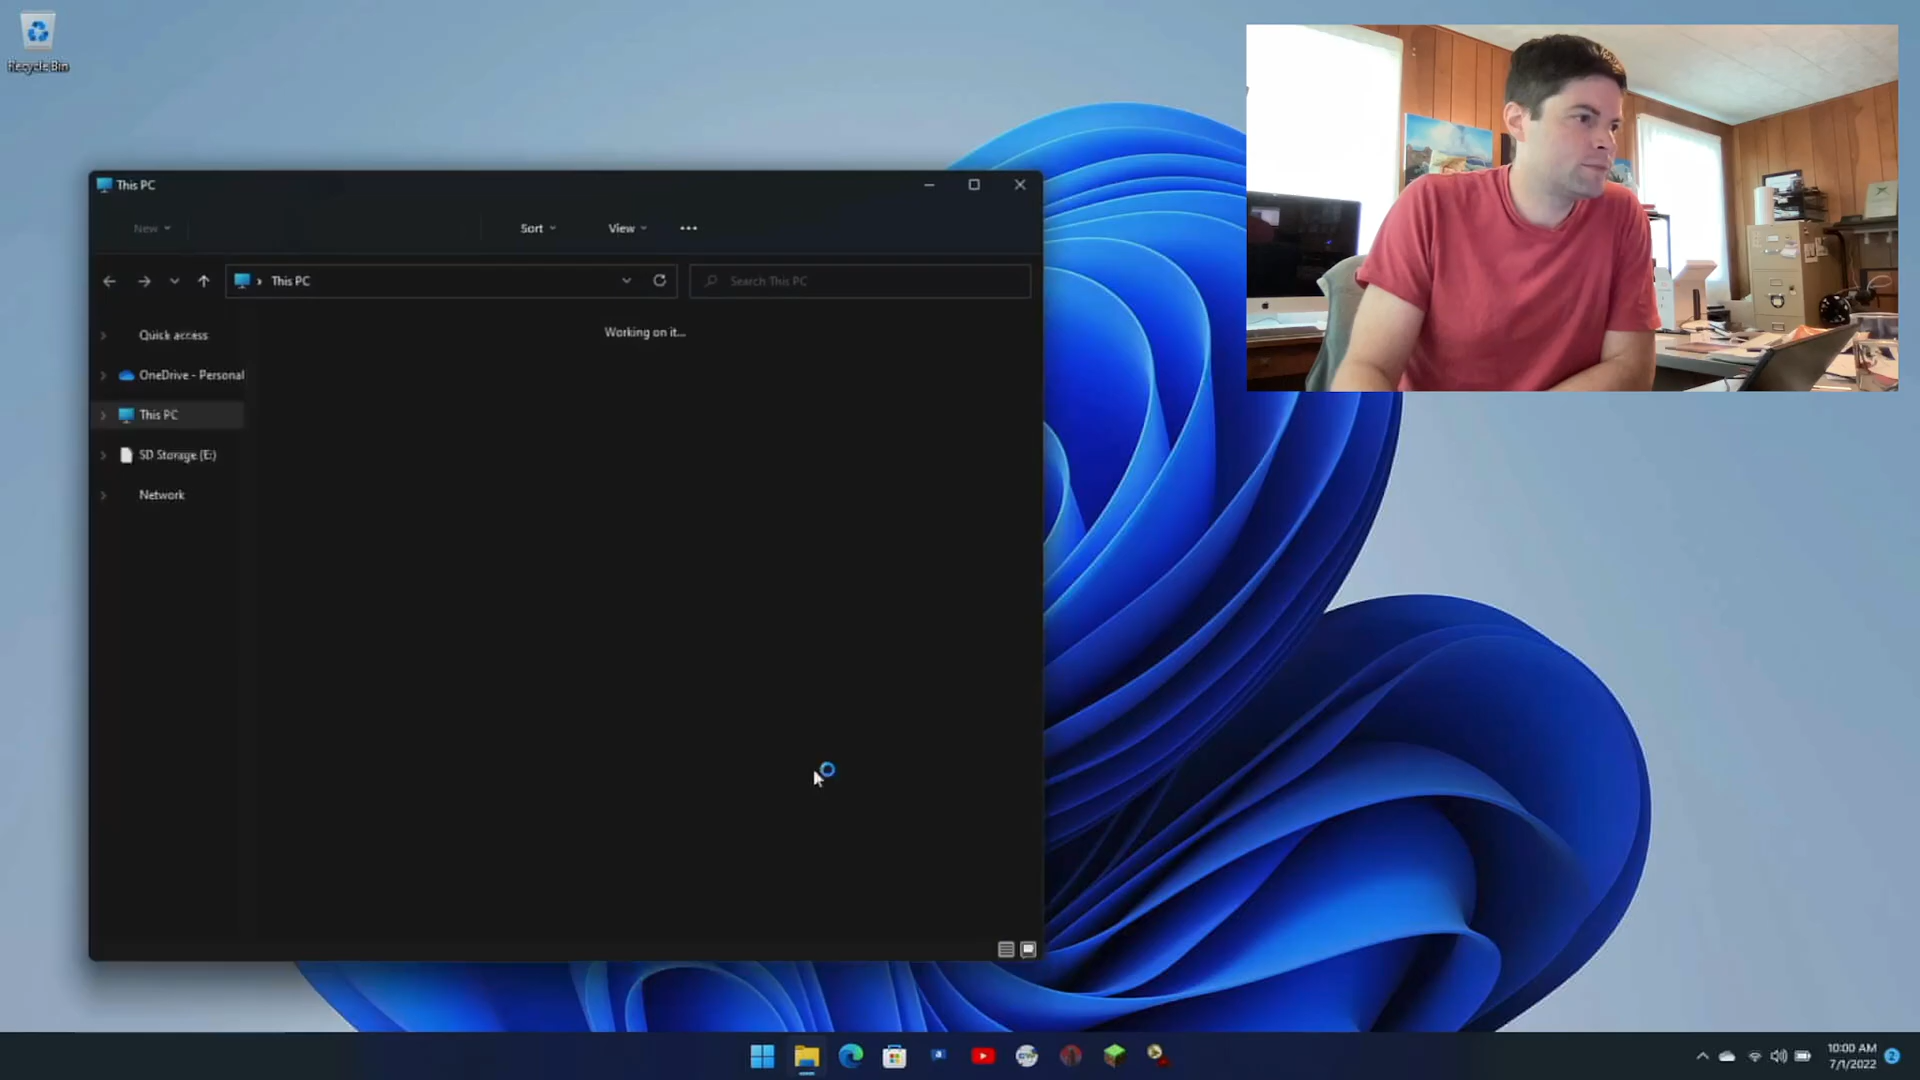 Recycle Bin
This PC
New
Sort
View
This PC
Search This PC
Quick access
Working on it...
OneDrive - Personal
This PC
SD Storage (E:)
Network
10:00 AM
7/1/2022
2